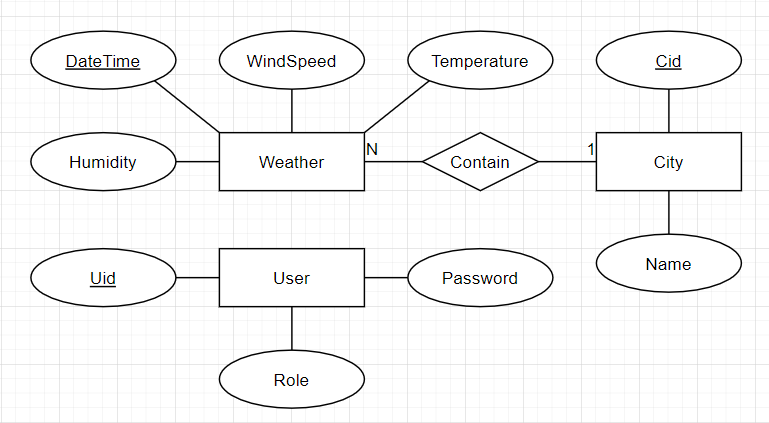 DateTime
WindSpeed
Temperature
Cid
Humidity
Weather
N
Contain
1
City
Uid
User
Password
Name
Role